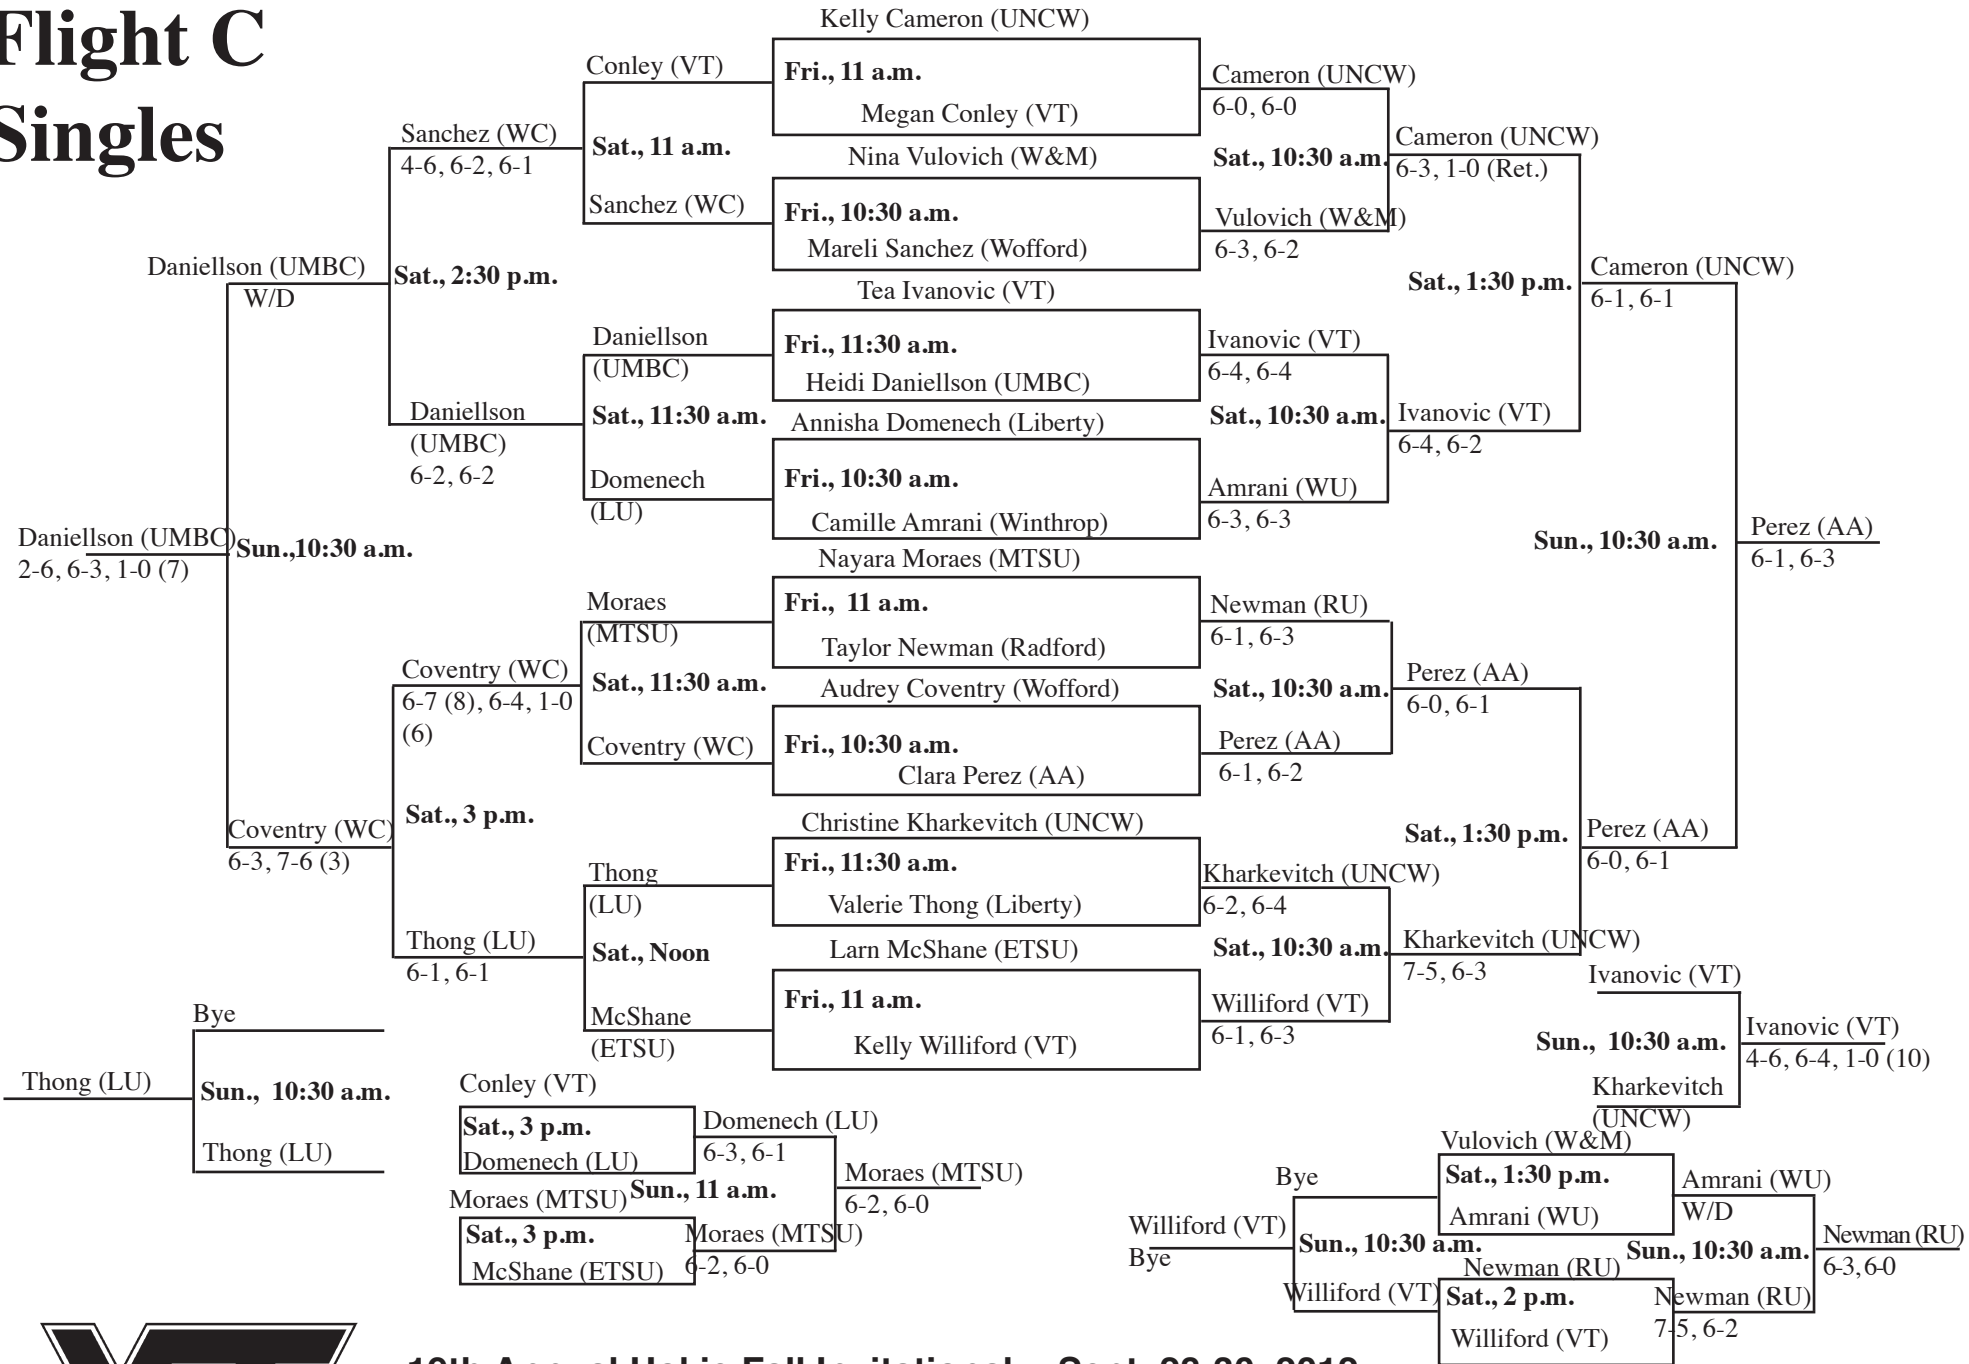 Flight C
Singles
Kelly Cameron (UNCW)
Fri., 11 a.m.
Megan Conley (VT)
Nina Vulovich (W&M)
Fri., 10:30 a.m.
Mareli Sanchez (Wofford)
Tea Ivanovic (VT)
Fri., 11:30 a.m.
Heidi Daniellson (UMBC)
Annisha Domenech (Liberty)
Fri., 10:30 a.m.
Camille Amrani (Winthrop)
Nayara Moraes (MTSU)
Fri., 11 a.m.
Taylor Newman (Radford)
Audrey Coventry (Wofford)
Fri., 10:30 a.m.
Clara Perez (AA)
Christine Kharkevitch (UNCW)
Fri., 11:30 a.m.
Valerie Thong (Liberty)
Larn McShane (ETSU)
Fri., 11 a.m.
Kelly Williford (VT)
Conley (VT)
Sat., 11 a.m.
Sanchez (WC)
Daniellson
(UMBC)
Sat., 11:30 a.m.
Domenech
(LU)
Moraes
(MTSU)
Sat., 11:30 a.m.
Coventry (WC)
Thong
(LU)
Sat., Noon
McShane
(ETSU)
Sanchez (WC)
4-6, 6-2, 6-1
Sat., 2:30 p.m.
Daniellson
(UMBC)
6-2, 6-2
Coventry (WC)
6-7 (8), 6-4, 1-0
(6)
Sat., 3 p.m.
Thong (LU)
6-1, 6-1
Daniellson (UMBC)
W/D
Sun.,10:30 a.m.
Coventry (WC)
6-3, 7-6 (3)
Daniellson (UMBC)
2-6, 6-3, 1-0 (7)
Cameron (UNCW)
6-0, 6-0
Sat., 10:30 a.m.
Vulovich (W&M)
6-3, 6-2
Ivanovic (VT)
6-4, 6-4
Sat., 10:30 a.m.
Amrani (WU)
6-3, 6-3
Newman (RU)
6-1, 6-3
Sat., 10:30 a.m.
Perez (AA)
6-1, 6-2
Kharkevitch (UNCW)
6-2, 6-4
Sat., 10:30 a.m.
Williford (VT)
6-1, 6-3
Cameron (UNCW)
6-3, 1-0 (Ret.)
Sat., 1:30 p.m.
Ivanovic (VT)
6-4, 6-2
Perez (AA)
6-0, 6-1
Sat., 1:30 p.m.
Kharkevitch (UNCW)
7-5, 6-3
Cameron (UNCW)
6-1, 6-1
Sun., 10:30 a.m.
Perez (AA)
6-0, 6-1
Perez (AA)
6-1, 6-3
Ivanovic (VT)
Sun., 10:30 a.m.
Kharkevitch
(UNCW)
Ivanovic (VT)
4-6, 6-4, 1-0 (10)
Bye
Sun., 10:30 a.m.
Thong (LU)
Thong (LU)
Conley (VT)
Sat., 3 p.m.
Domenech (LU)
Moraes (MTSU)
Sat., 3 p.m.
McShane (ETSU)
Domenech (LU)
6-3, 6-1
Sun., 11 a.m.
Moraes (MTSU)
6-2, 6-0
Moraes (MTSU)
6-2, 6-0
Vulovich (W&M)
Sat., 1:30 p.m.
Amrani (WU)
Newman (RU)
Sat., 2 p.m.
Williford (VT)
Amrani (WU)
W/D
Sun., 10:30 a.m.
Newman (RU)
7-5, 6-2
Newman (RU)
6-3,6-0
Bye
Sun., 10:30 a.m.
Williford (VT)
Williford (VT)
Bye